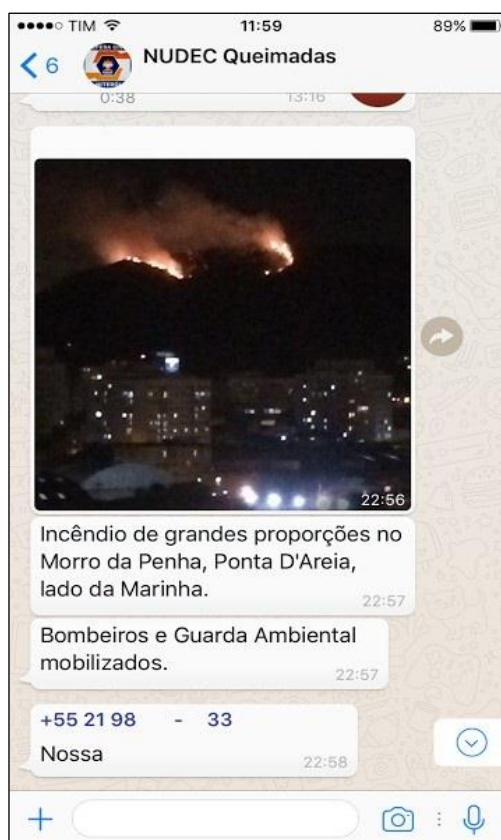 TIM 11:59 89%
6 NUDEC Queimadas
0:38 13:16
22:56
Incêndio de grandes proporções no
Morro da Penha, Ponta D'Areia,
lado da Marinha.
22:57
Bombeiros e Guarda Ambiental
mobilizados.
22:57
+55 21 98 - 33
Nossa
22:58